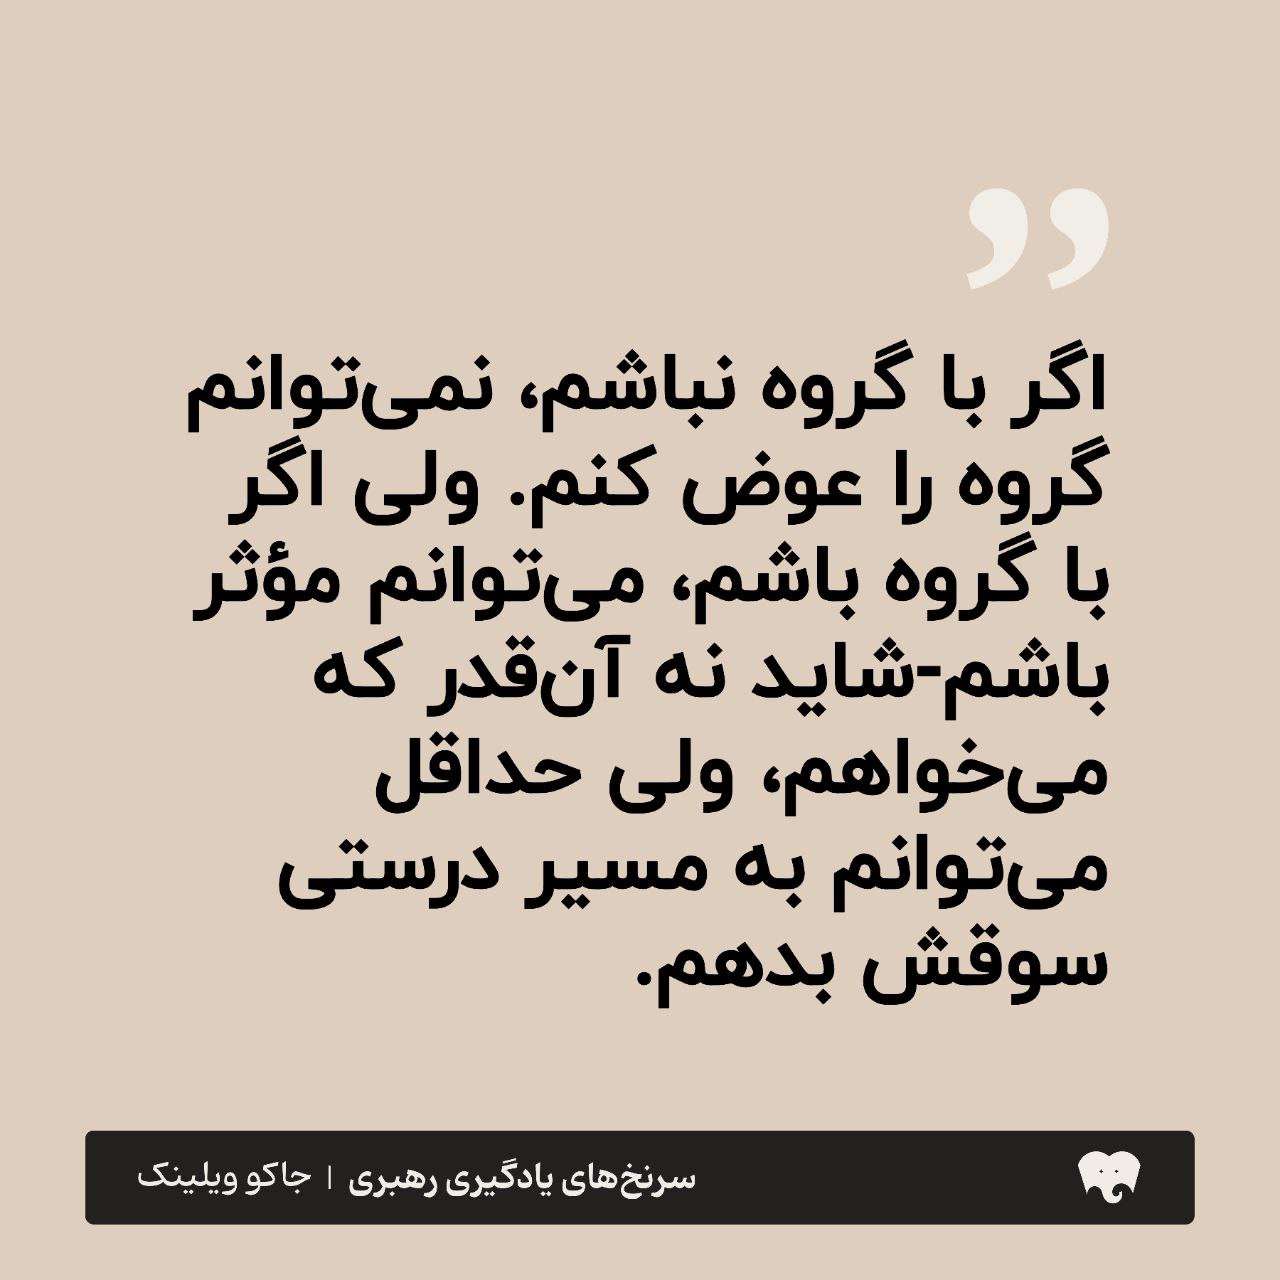 ”
اگر با گروه نباشم، نمی‌توانم
گروه را عوض کنم. ولی اگر
با گروه باشم، می‌توانم مؤثر
باشم-شاید نه آن‌قدر که
می‌خواهم، ولی حداقل
می‌توانم به مسیر درستی
سوقش بدهم.
سرنخ‌های یادگیری رهبری | جاکو ویلینک